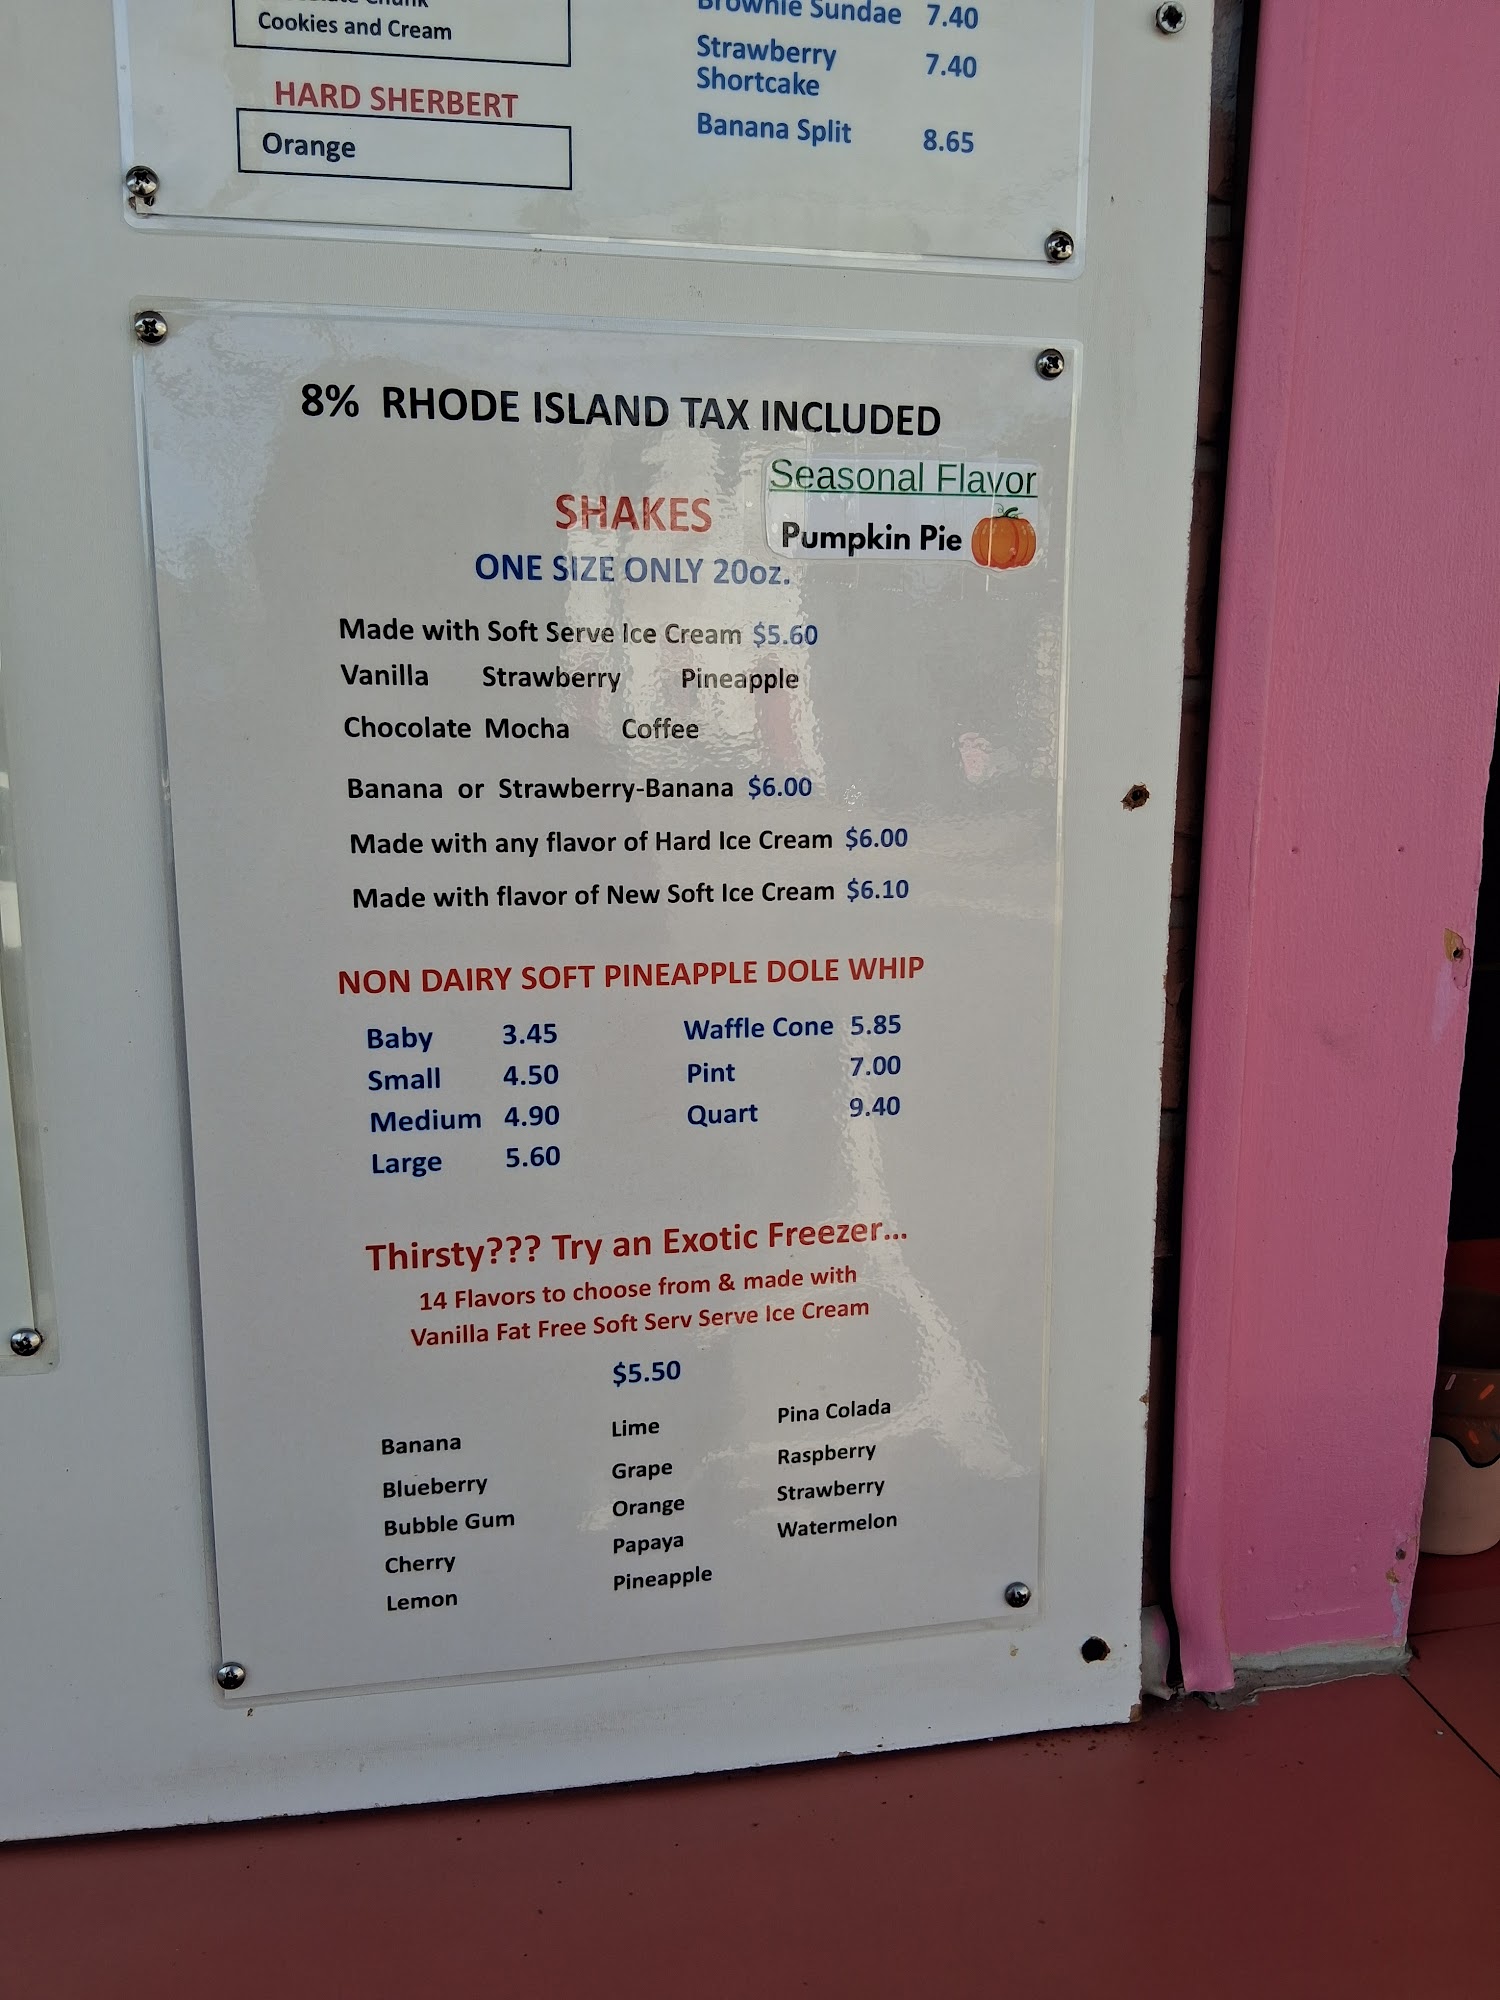 Cookies and Cream
HARD SHERBERT
Orange
Brownie Sundae 7.40
Strawberry
Shortcake 7.40
Banana Split 8.65
8% RHODE ISLAND TAX INCLUDED
Seasonal Flavor
Pumpkin Pie
SHAKES
ONE SIZE ONLY 20oz.
Made with Soft Serve Ice Cream $5.60
Vanilla Strawberry Pineapple
Chocolate Mocha Coffee
Banana or Strawberry-Banana $6.00
Made with any flavor of Hard Ice Cream $6.00
Made with flavor of New Soft Ice Cream $6.10
NON DAIRY SOFT PINEAPPLE DOLE WHIP
Baby 3.45
Small 4.50
Medium 4.90
Large 5.60
Waffle Cone 5.85
Pint 7.00
Quart 9.40
Thirsty??? Try an Exotic Freezer...
14 Flavors to choose from & made with
Vanilla Fat Free Soft Serv Serve Ice Cream
$5.50
Banana
Blueberry
Bubble Gum
Cherry
Lemon
Lime
Grape
Orange
Papaya
Pineapple
Pina Colada
Raspberry
Strawberry
Watermelon